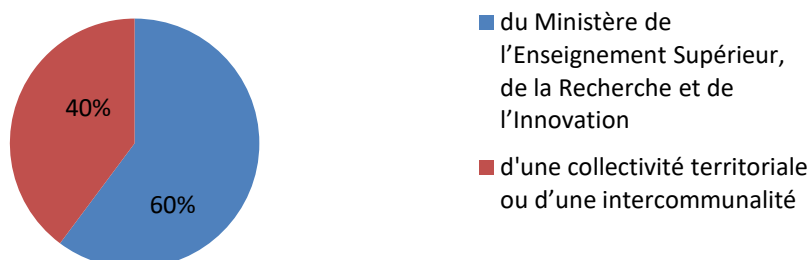 40%
60%
du Ministère de
l’Enseignement Supérieur,
de la Recherche et de
l’Innovation
d'une collectivité territoriale
ou d’une intercommunalité